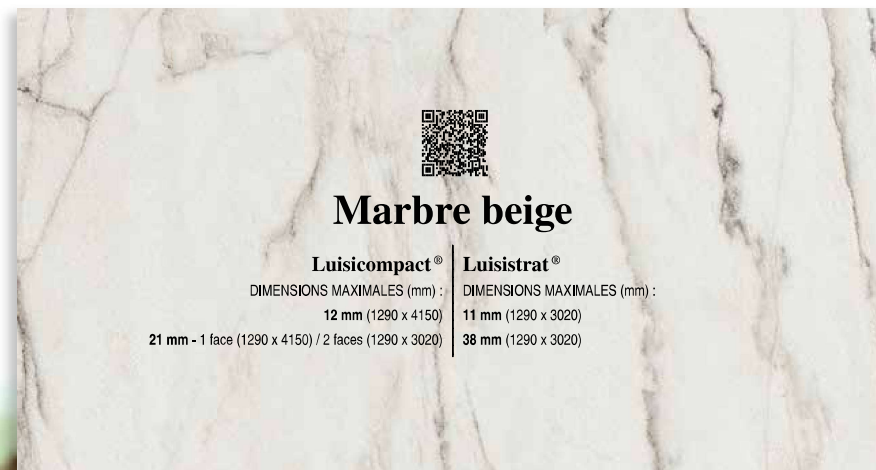 Marbre beige
Luisicompact®
DIMENSIONS MAXIMALES (mm) :
12 mm (1290 x 4150)
21 mm - 1 face (1290 x 4150) / 2 faces (1290 x 3020)
Luisistrat®
DIMENSIONS MAXIMALES (mm) :
11 mm (1290 x 3020)
38 mm (1290 x 3020)